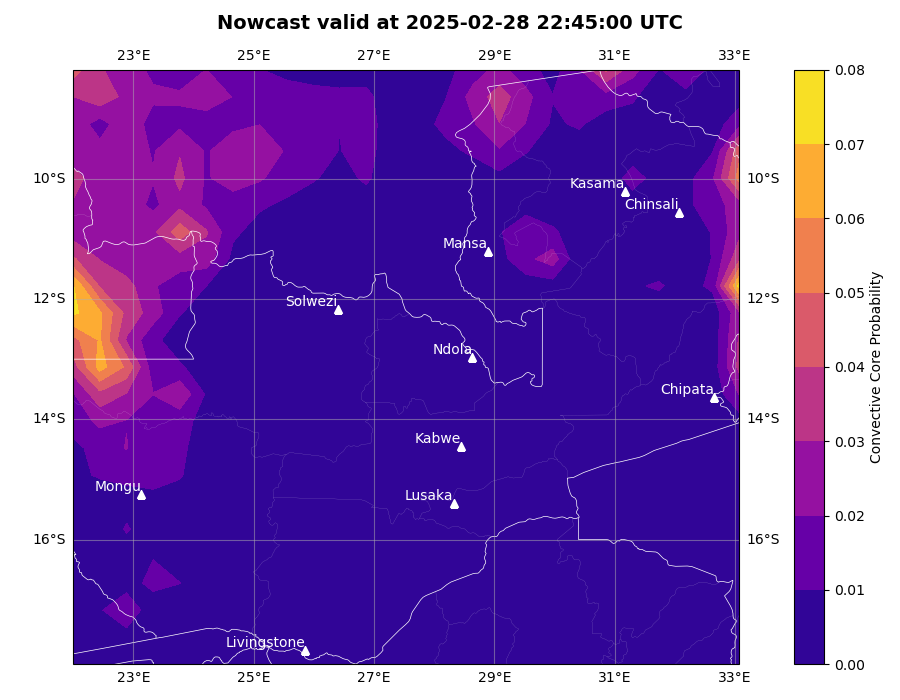 Nowcast valid at 2025-02-28 22:45:00 UTC
23°E 25°E 27°E 29°E 31°E 33°E
0.08
0.07
10°S Kasama 10°S
Chinsali
0.06
Mansa
0.05
12°S Solwezi 12°S
0.04
Ndola
Chipata
0.03
14°S 14°S
Kabwe
Mongu
Lusaka
0.02
16°S 16°S
0.01
Livingstone
0.00
23°E 25°E 27°E 29°E 31°E 33°E
Convective Core Probability